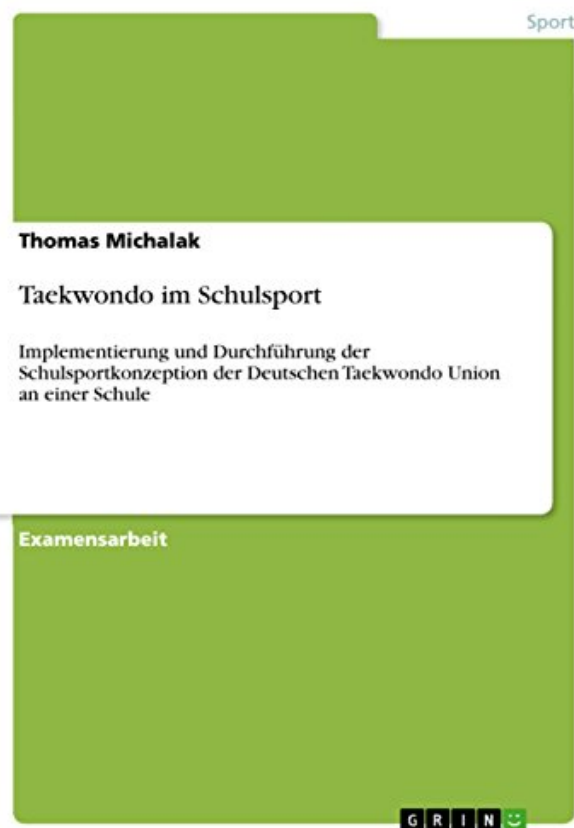 Sport
Thomas Michalak
Taekwondo im Schulsport
Implementierung und Durchführung der
Schulsportkonzeption der Deutschen Taekwondo Union
an einer Schule
Examensarbeit
GRIN